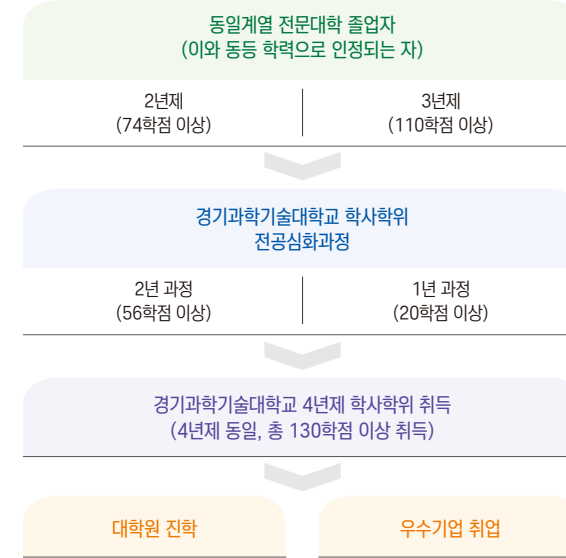 동일계열 전문대학 졸업자
(이와 동등 학력으로 인정되는 자)
2년제
(74학점 이상)
3년제
(110학점 이상)
경기과학기술대학교 학사학위
전공심화과정
2년 과정
(56학점 이상)
1년 과정
(20학점 이상)
경기과학기술대학교 4년제 학사학위 취득
(4년제 동일, 총 130학점 이상 취득)
대학원 진학
우수기업 취업